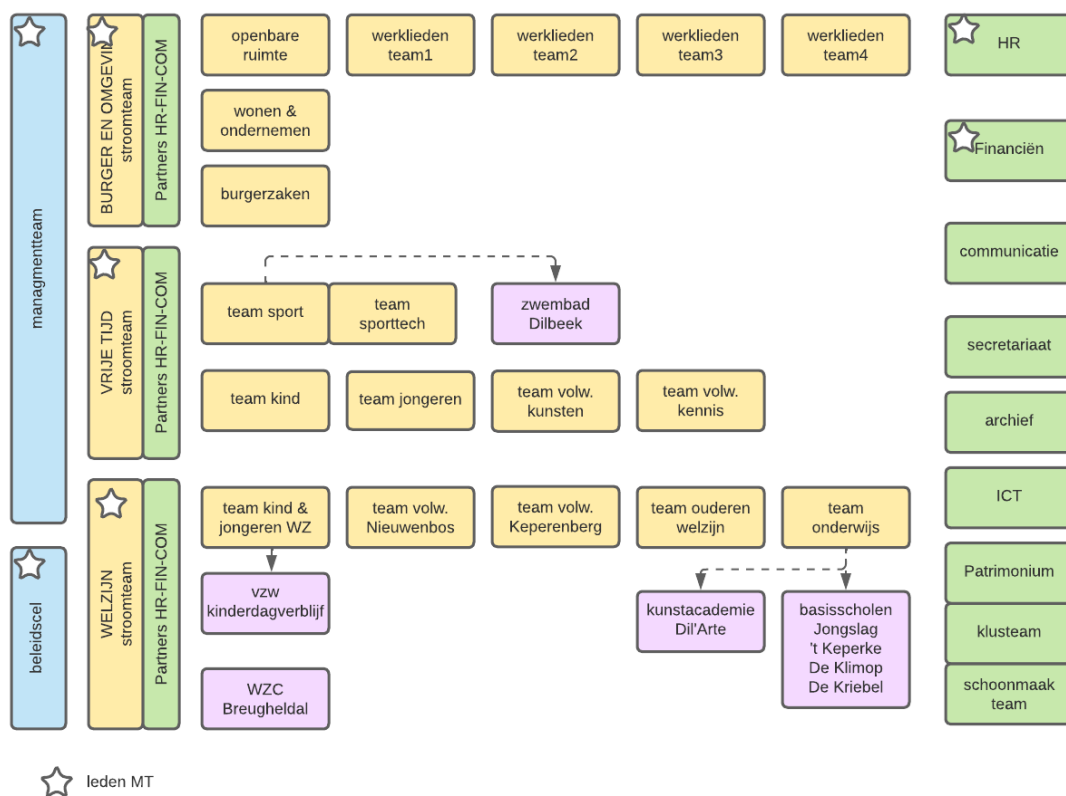 managmentteam
beleidscel
BURGER EN OMGEVIN
stroomteam
Partners HR-FIN-COM
openbare
ruimte
werklieden
team1
werklieden
team2
werklieden
team3
werklieden
team4
wonen &
ondernemen
burgerzaken
VRIJE TIJD
stroomteam
Partners HR-FIN-COM
team sport
team
sporttech
zwembad
Dilbeek
team kind
team jongeren
team volw.
kunsten
team volw.
kennis
WELZIJN
stroomteam
Partners HR-FIN-COM
team kind &
jongeren WZ
team volw.
Nieuwenbos
team volw.
Keperenberg
team ouderen
welzijn
team
onderwijs
vzw
kinderdagverblijf
kunstacademie
Dil'Arte
basisscholen
Jongslag
't Keperke
De Klimop
De Kriebel
WZC
Breugheldal
HR
Financiën
communicatie
secretariaat
archief
ICT
Patrimonium
klusteam
schoonmaak
team
leden MT